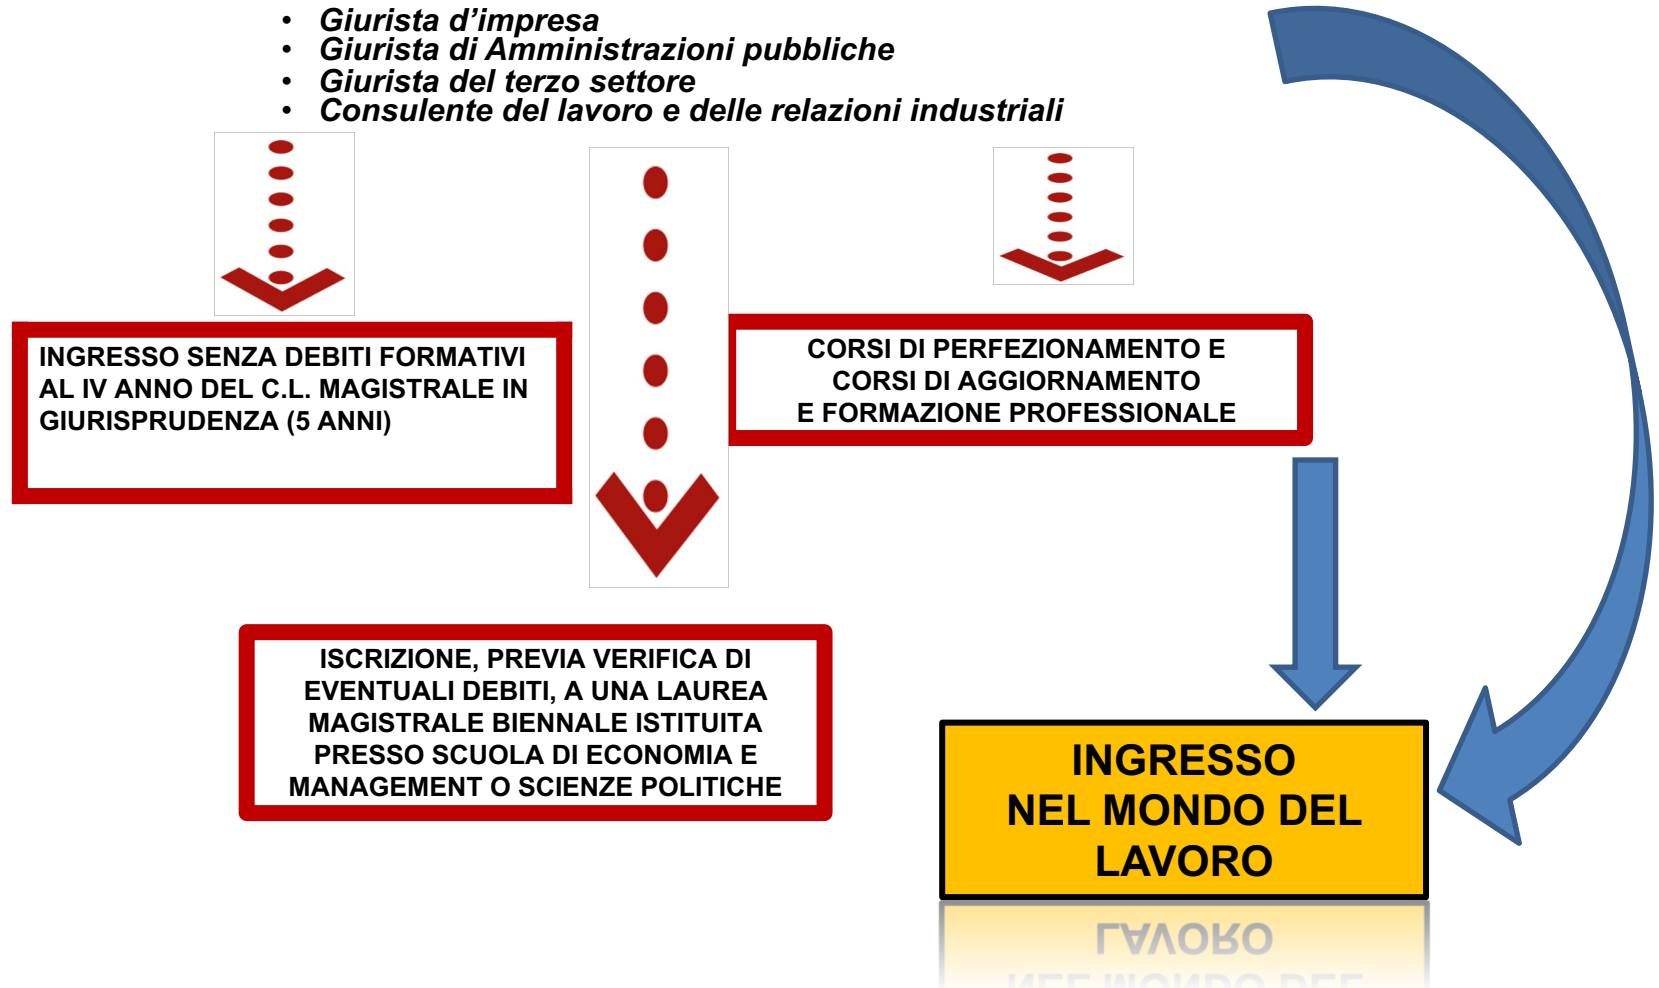 • Giurista d’impresa
• Giurista di Amministrazioni pubbliche
• Giurista del terzo settore
• Consulente del lavoro e delle relazioni industriali
INGRESSO SENZA DEBITI FORMATIVI
AL IV ANNO DEL C.L. MAGISTRALE IN
GIURISPRUDENZA (5 ANNI)
CORSI DI PERFEZIONAMENTO E
CORSI DI AGGIORNAMENTO
E FORMAZIONE PROFESSIONALE
ISCRIZIONE, PREVIA VERIFICA DI
EVENTUALI DEBITI, A UNA LAUREA
MAGISTRALE BIENNALE ISTITUITA
PRESSO SCUOLA DI ECONOMIA E
MANAGEMENT O SCIENZE POLITICHE
INGRESSO
NEL MONDO DEL
LAVORO